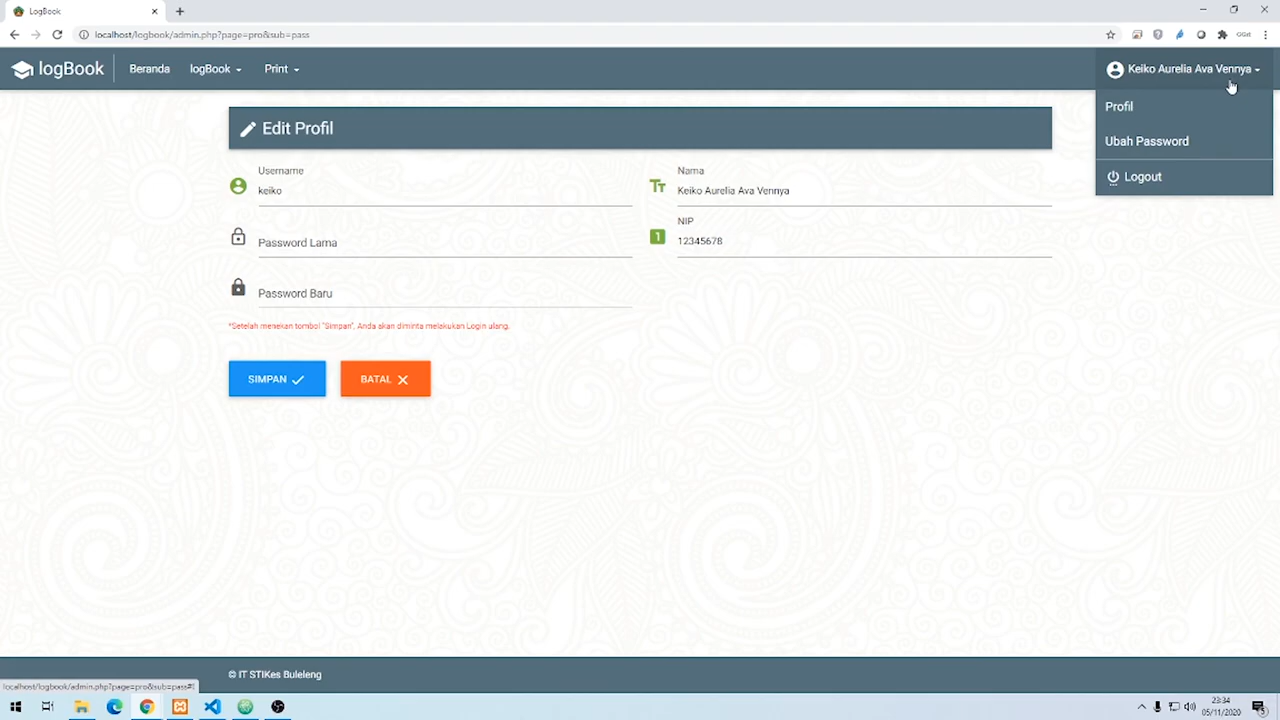 LogBook
localhost/logbook/admin.php?page=pro&sub=pass
logBook
Beranda
logBook
Print
Keiko Aurelia Ava Vennya
Profil
Ubah Password
Logout
Edit Profil
Username
keiko
Nama
Keiko Aurelia Ava Vennya
Password Lama
NIP
1
12345678
Password Baru
*Setelah menekan tombol "Simpan", Anda akan diminta melakukan Login ulang.
SIMPAN
BATAL
© IT STIKes Buleleng
localhost/logbook/admin.php?page=pro&sub=pass#!
23:34
05/11/2020